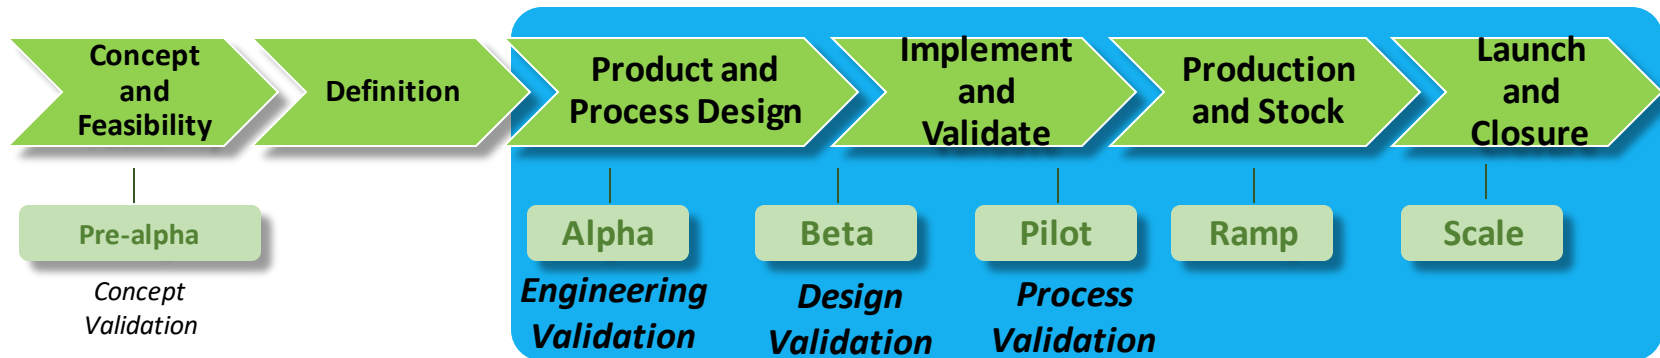 Concept
and
Feasibility
Definition
Product and
Process Design
Implement
and
Validate
Production
and Stock
Launch
and
Closure
Pre-alpha
Alpha
Beta
Pilot
Ramp
Scale
Concept
Validation
Engineering
Validation
Design
Validation
Process
Validation